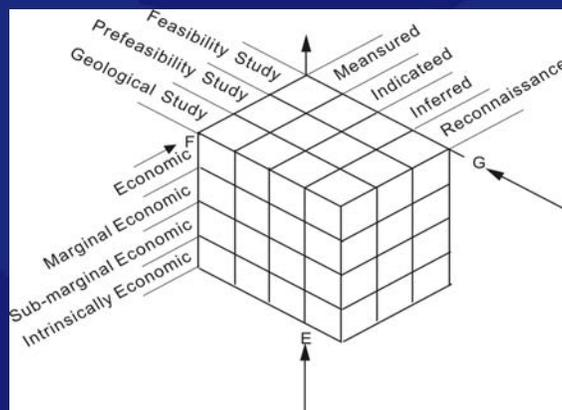 Feasibility Study
Prefeasibility Study
Geological Study
Meansured
Indicateed
Inferred
Reconnaissance
F
G
Economic
Marginal Economic
Sub-marginal Economic
Intrinsically Economic
E